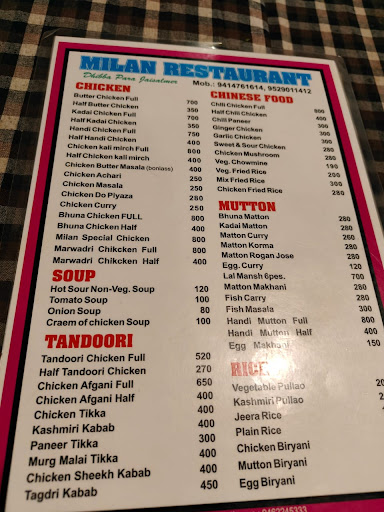 MILAN RESTAURANT
Dhibba Para Jaisalmer Mob.: 9414761614, 9529011412
CHICKEN
Butter Chicken Full 700
Half Butter Chicken 350
Kadai Chicken Full 700
Half Kadai Chicken 350
Handi Chicken Full 750
Half Handi Chicken 400
Chicken kali mirch Full 800
Half Chicken kali mirch 400
Chicken Butter Masala (bonlass) 400
Chicken Achari 250
Chicken Masala 250
Chicken Do Piyaza 250
Chicken Curry 250
Bhuna Chicken FULL 800
Bhuna Chicken Half 400
Milan Special Chicken 400
Marwadri Chikcken Full 800
Marwadri Chikcken Half 400
SOUP
Hot Sour Non-Veg. Soup 120
Tomato Soup 100
Onion Soup 80
Craem of chicken Soup 100
TANDOORI
Tandoori Chicken Full 520
Half Tandoori Chicken 270
Chicken Afgani Full 650
Chicken Afgani Half 400
Chicken Tikka 400
Kashmiri Kabab 400
Paneer Tikka 300
Murg Malai Tikka 400
Chicken Sheekh Kabab 400
Tagdri Kabab 450
CHINESE FOOD
Chili Chicken Full 800
Half Chili Chicken 400
Chili Paneer 280
Ginger Chicken 280
Garlic Chicken 280
Sweet & Sour Chicken 280
Chicken Mushroom 280
Veg. Chowmine 190
Veg. Fried Rice 200
Mix Fried Rice 300
Chicken Fried Rice 280
MUTTON
Bhuna Matton 280
Kadai Matton 280
Matton Curry 280
Matton Korma 280
Matton Rogan Jose 280
Egg. Curry 120
Lal Mansh 6pes. 700
Matton Makhani 280
Fish Carry 280
Fish Masala 300
Handi Mutton Full 800
Handi Mutton Half 400
Egg Makhani 150
RICE
Vegetable Pullao
Kashmiri Pullao
Jeera Rice
Plain Rice
Chicken Biryani
Mutton Biryani
Egg Biryani